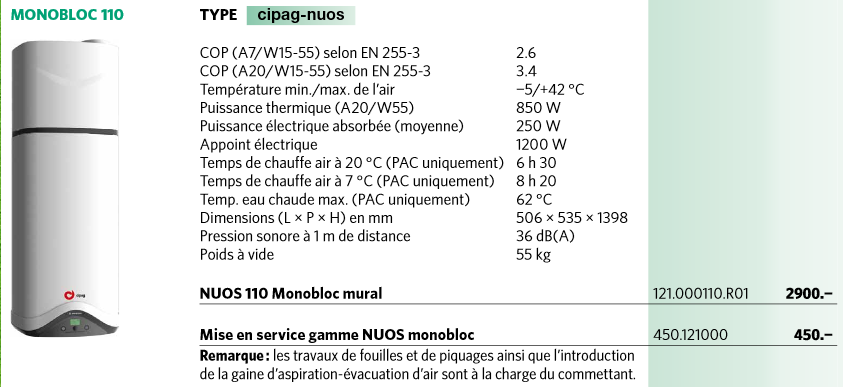 MONOBLOC 110
TYPE cipag-nuos
COP (A7/W15-55) selon EN 255-3 2.6
COP (A20/W15-55) selon EN 255-3 3.4
Température min./max. de l'air −5/+42 °C
Puissance thermique (A20/W55) 850 W
Puissance électrique absorbée (moyenne) 250 W
Appoint électrique 1200 W
Temps de chauffe air à 20 °C (PAC uniquement) 6 h 30
Temps de chauffe air à 7 °C (PAC uniquement) 8 h 20
Temp. eau chaude max. (PAC uniquement) 62 °C
Dimensions (L × P × H) en mm 506 × 535 × 1398
Pression sonore à 1 m de distance 36 dB(A)
Poids à vide 55 kg
cipag
NUOS 110 Monobloc mural 121.000110.R01 2900.–
Mise en service gamme NUOS monobloc 450.121000 450.–
Remarque : les travaux de fouilles et de piquages ainsi que l'introduction
de la gaine d'aspiration-évacuation d'air sont à la charge du commettant.